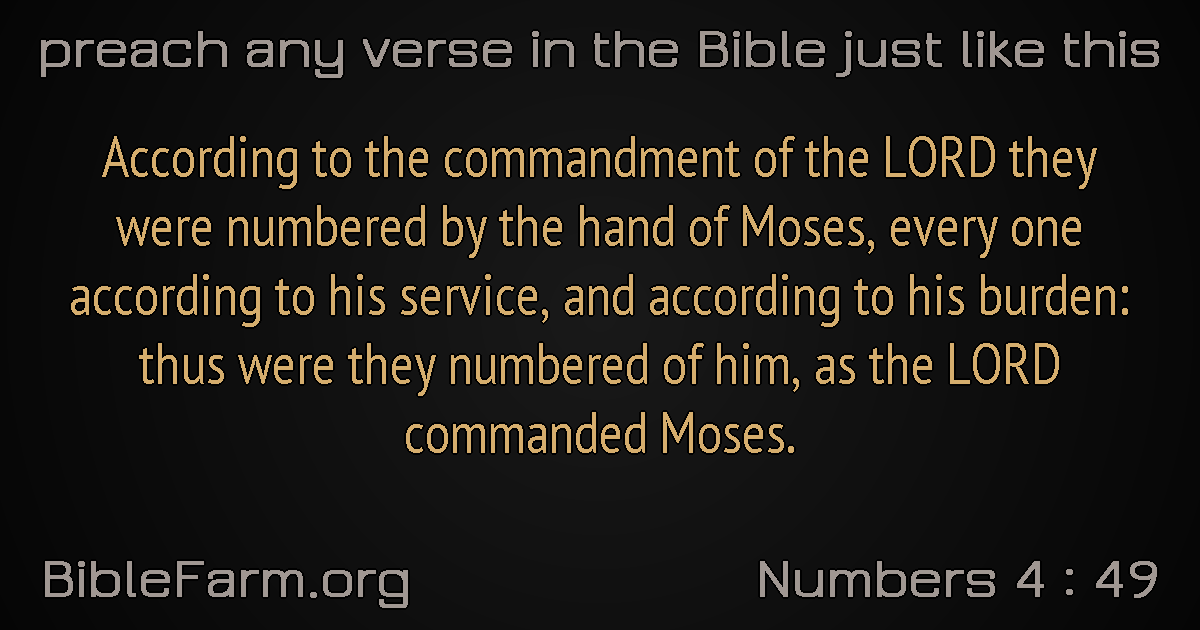 preach any verse in the Bible just like this
According to the commandment of the LORD they
were numbered by the hand of Moses, every one
according to his service, and according to his burden:
thus were they numbered of him, as the LORD
commanded Moses.
BibleFarm.org
Numbers 4 : 49